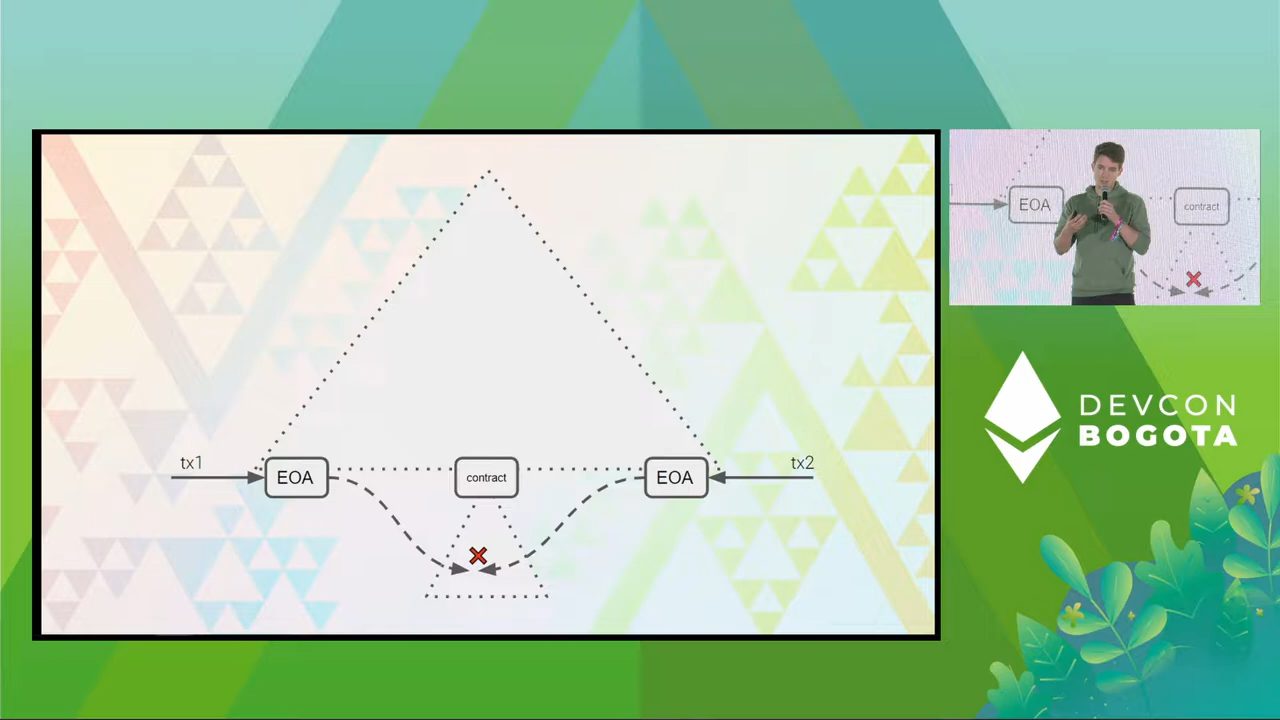 tx1
EOA
contract
EOA
tx2
EOA
contract
DEVCON
BOGOTA